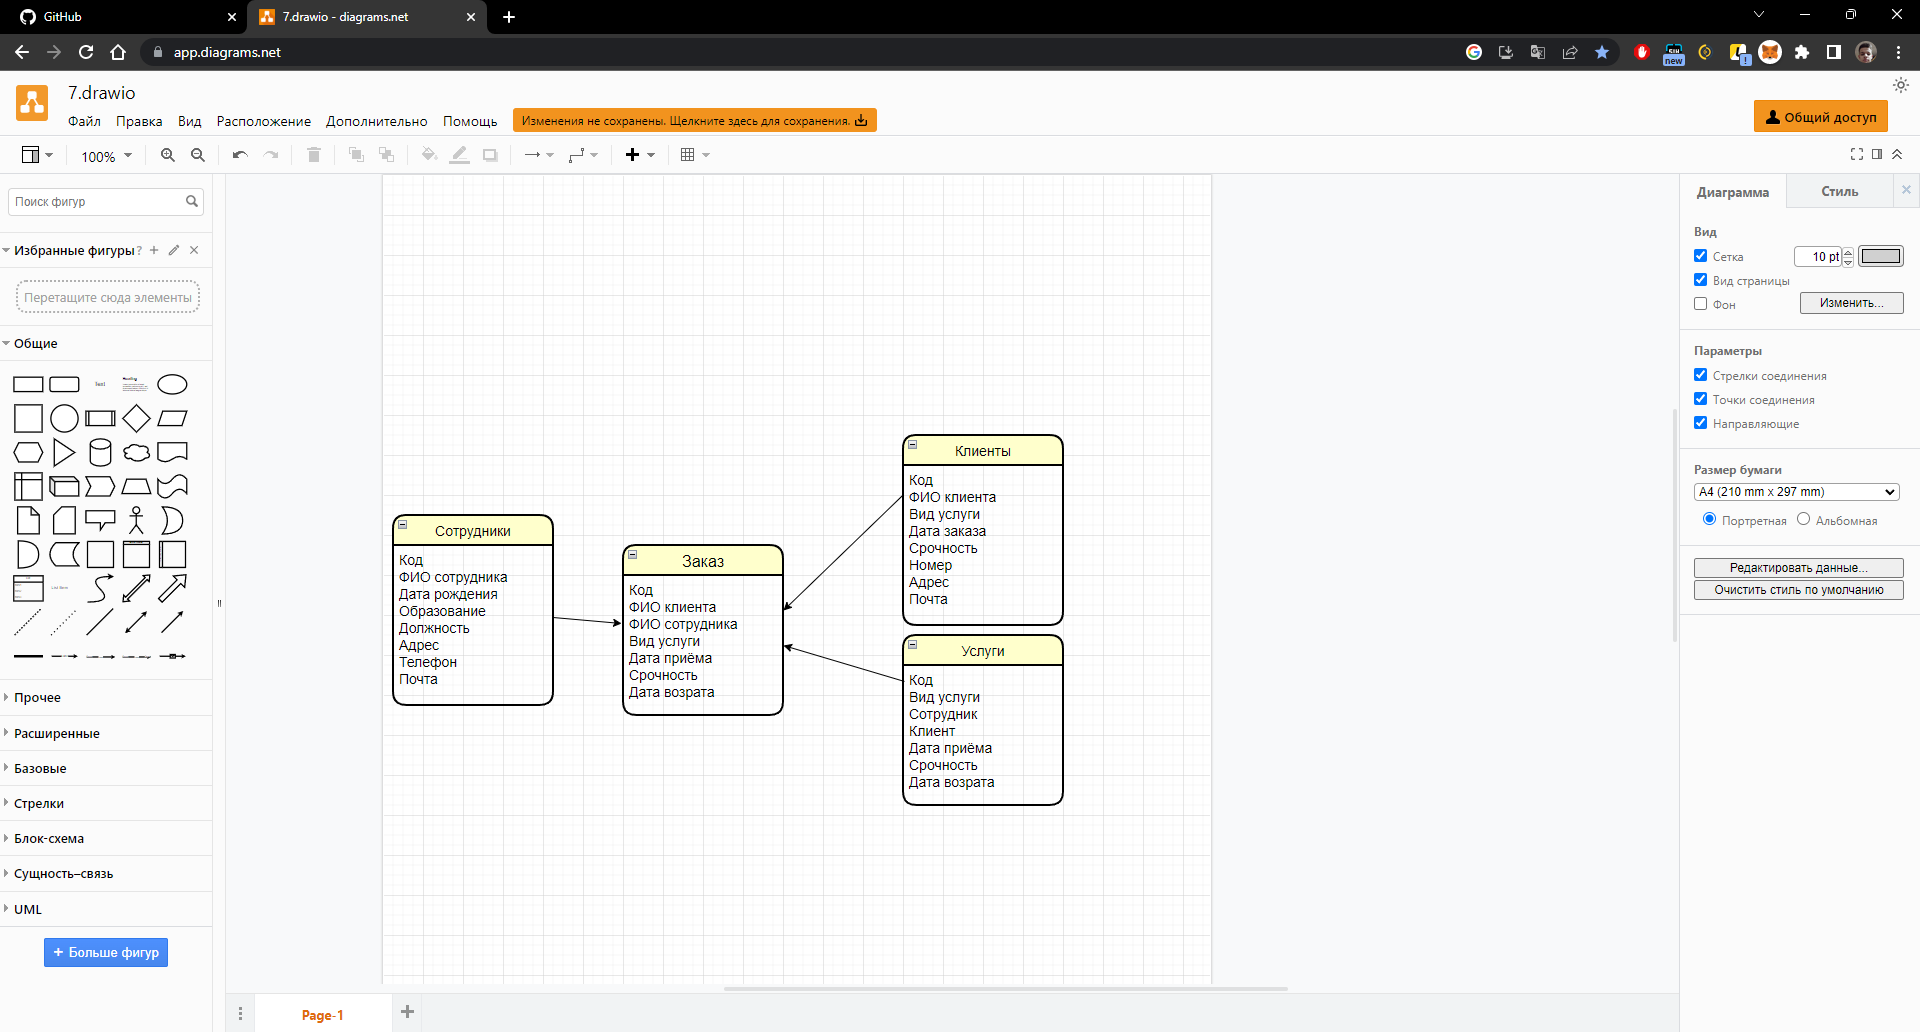 GitHub
7.drawio - diagrams.net
app.diagrams.net
new
!
7.drawio
Файл Правка Вид Расположение Дополнительно Помощь
Изменения не сохранены. Щелкните здесь для сохранения.
Общий доступ
100%
Поиск фигур
Избранные фигуры ?
Перетащите сюда элементы
Общие
Text
Heading
List Item
Прочее
Расширенные
Базовые
Стрелки
Блок-схема
Сущность–связь
UML
+ Больше фигур
Сотрудники
Код
ФИО сотрудника
Дата рождения
Образование
Должность
Адрес
Телефон
Почта
Заказ
Код
ФИО клиента
ФИО сотрудника
Вид услуги
Дата приёма
Срочность
Дата возрата
Клиенты
Код
ФИО клиента
Вид услуги
Дата заказа
Срочность
Номер
Адрес
Почта
Услуги
Код
Вид услуги
Сотрудник
Клиент
Дата приёма
Срочность
Дата возрата
Page-1
Диаграмма Стиль
Вид
Сетка 10 pt
Вид страницы
Фон Изменить...
Параметры
Стрелки соединения
Точки соединения
Направляющие
Размер бумаги
A4 (210 mm x 297 mm)
Портретная Альбомная
Редактировать данные...
Очистить стиль по умолчанию